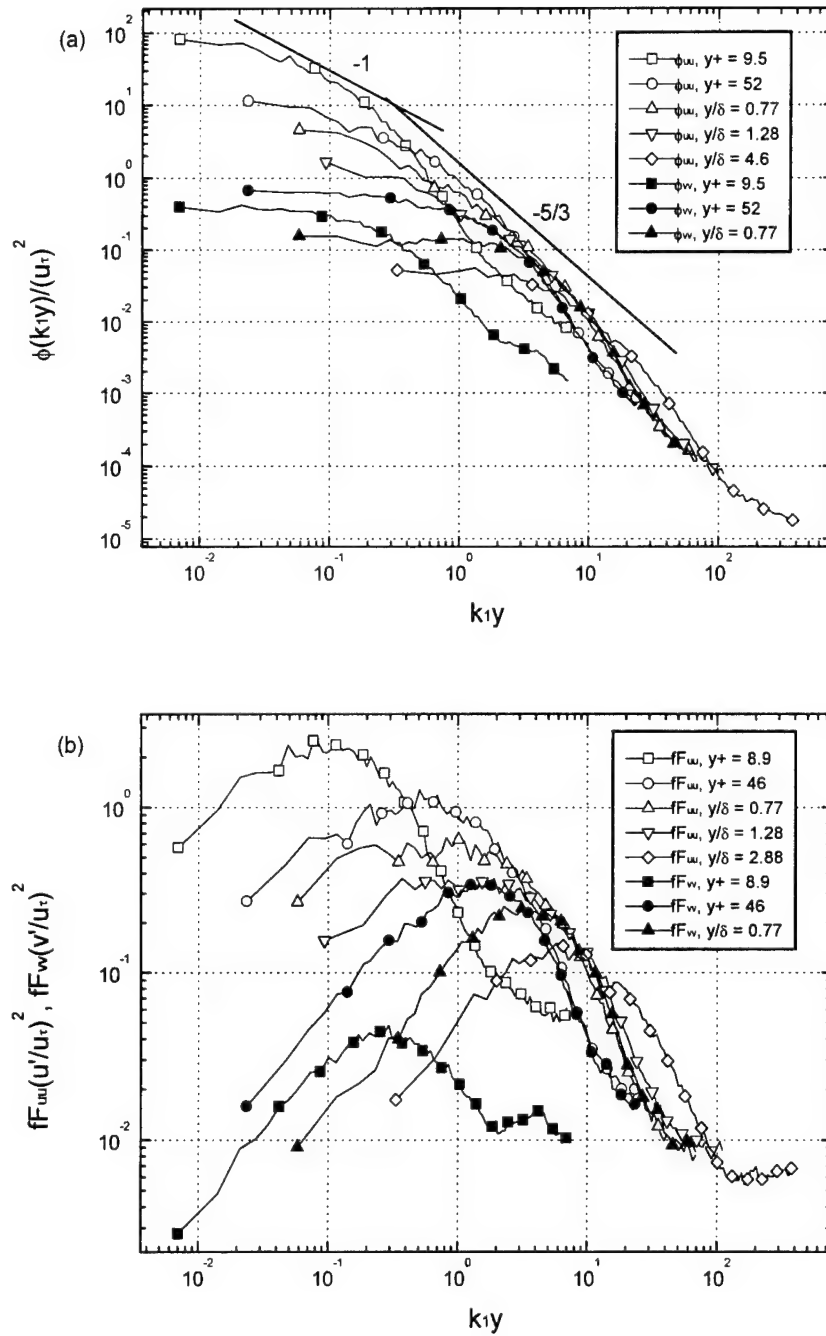 (a)
10²
10¹
10⁰
10⁻¹
10⁻²
10⁻³
10⁻⁴
10⁻⁵
ϕ(k₁y)/(uτ)²
-1
-5/3
ϕuu, y+ = 9.5
ϕuu, y+ = 52
ϕuu, y/δ = 0.77
ϕuu, y/δ = 1.28
ϕuu, y/δ = 4.6
ϕvv, y+ = 9.5
ϕvv, y+ = 52
ϕvv, y/δ = 0.77
10⁻² 10⁻¹ 10⁰ 10¹ 10²
k₁y
(b)
10⁰
10⁻¹
10⁻²
fFuu(u'/uτ)² , fFvv(v'/uτ)²
fFuu, y+ = 8.9
fFuu, y+ = 46
fFuu, y/δ = 0.77
fFuu, y/δ = 1.28
fFuu, y/δ = 2.88
fFvv, y+ = 8.9
fFvv, y+ = 46
fFvv, y/δ = 0.77
10⁻² 10⁻¹ 10⁰ 10¹ 10²
k₁y